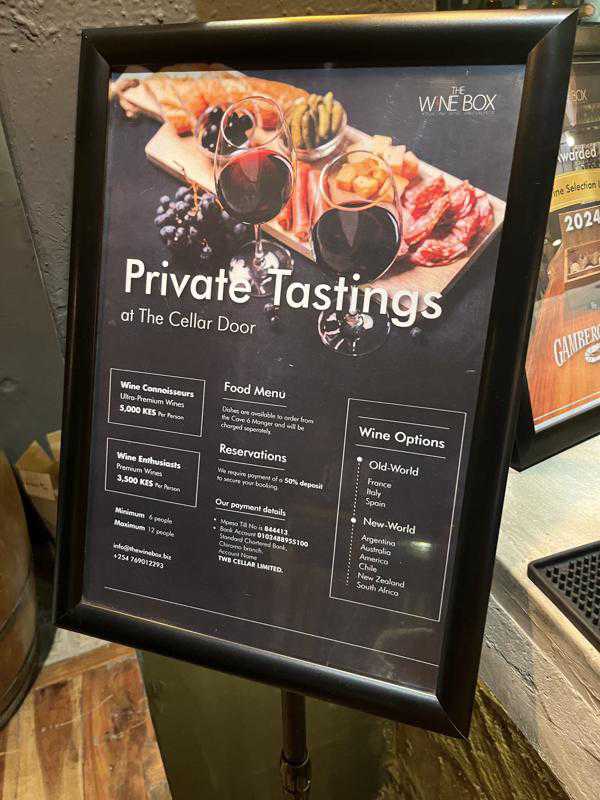 THE
WINE BOX
Private Tastings
at The Cellar Door
Wine Connoisseurs
Ultra-Premium Wines
5,000 KES Per Person
Wine Enthusiasts
Premium Wines
3,500 KES Per Person
Minimum 6 people
Maximum 12 people
info@thewinebox.biz
+254 769012293
Food Menu
Dishes are available to order from
the Cave & Manger and will be
charged seperately.
Reservations
We require payment of a 50% deposit
to secure your booking.
Our payment details
• Mpesa Till No is 844413
• Bank Account 0102488955100
Standard Chartered Bank,
Chiromo branch.
Account Name
TWB CELLAR LIMITED.
Wine Options
Old-World
France
Italy
Spain
New-World
Argentina
Australia
America
Chile
New Zealand
South Africa
BOX
Awarded
Wine Selection
2024
GAMBERO